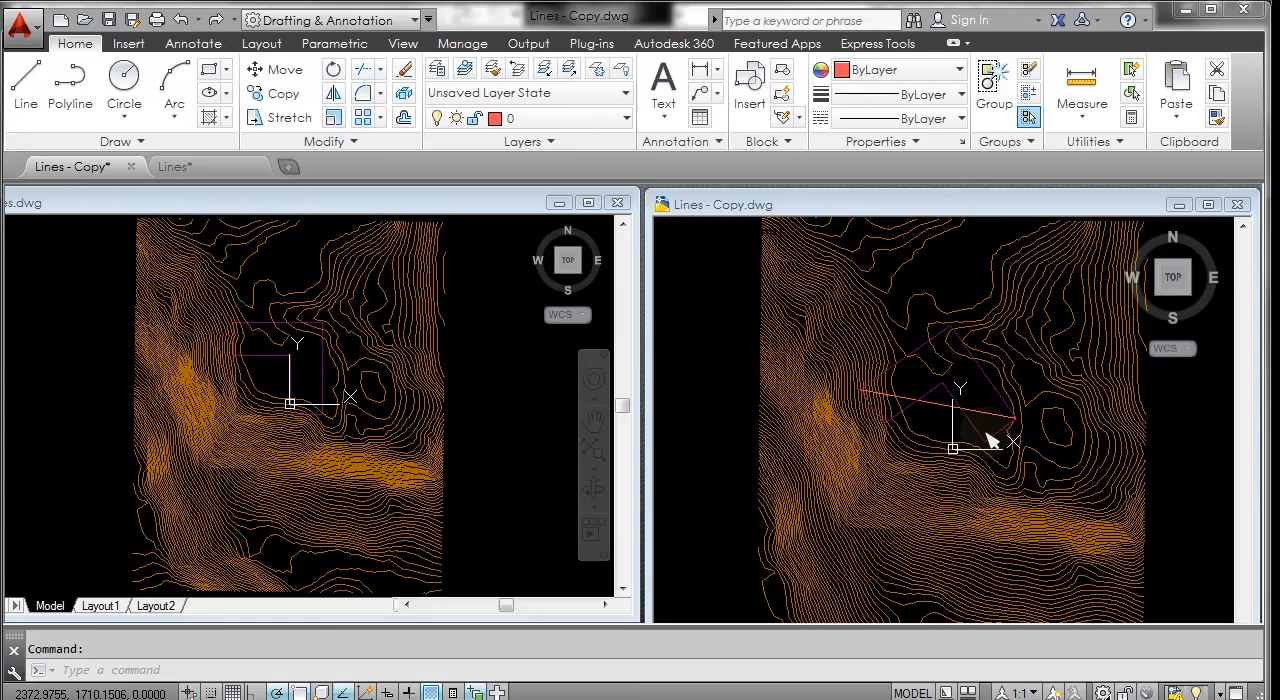 Drafting & Annotation
Lines - Copy.dwg
Type a keyword or phrase
Sign In
Home Insert Annotate Layout Parametric View Manage Output Plug-ins Autodesk 360 Featured Apps Express Tools
Line Polyline Circle Arc
Move
Copy
Stretch
Unsaved Layer State
0
Text
Insert
ByLayer
ByLayer
ByLayer
Group
Measure
Paste
Draw Modify Layers Annotation Block Properties Groups Utilities Clipboard
Lines - Copy* Lines*
es.dwg
Lines - Copy.dwg
N
W TOP E
S
WCS
Y
X
N
W TOP E
S
WCS
Y
X
Model Layout1 Layout2
Command:
Type a command
2372.9755, 1710.1506, 0.0000
MODEL
1:1